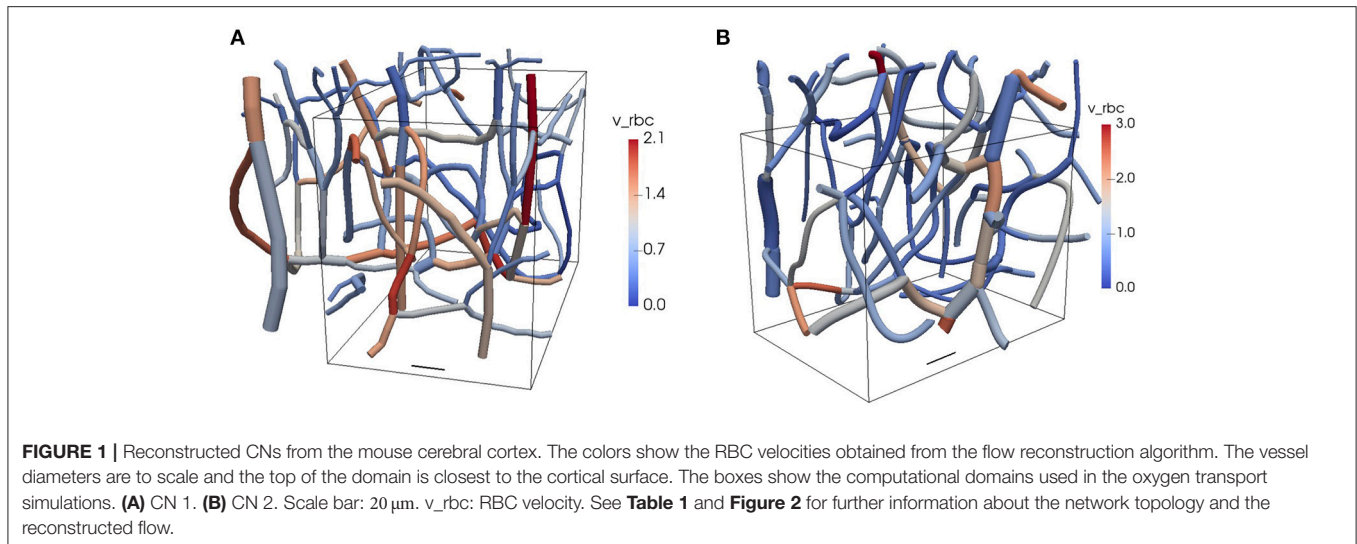 A
v_rbc
2.1
1.4
0.7
0.0
B
v_rbc
3.0
2.0
1.0
0.0
FIGURE 1 | Reconstructed CNs from the mouse cerebral cortex. The colors show the RBC velocities obtained from the flow reconstruction algorithm. The vessel
diameters are to scale and the top of the domain is closest to the cortical surface. The boxes show the computational domains used in the oxygen transport
simulations. (A) CN 1. (B) CN 2. Scale bar: 20 μm. v_rbc: RBC velocity. See Table 1 and Figure 2 for further information about the network topology and the
reconstructed flow.